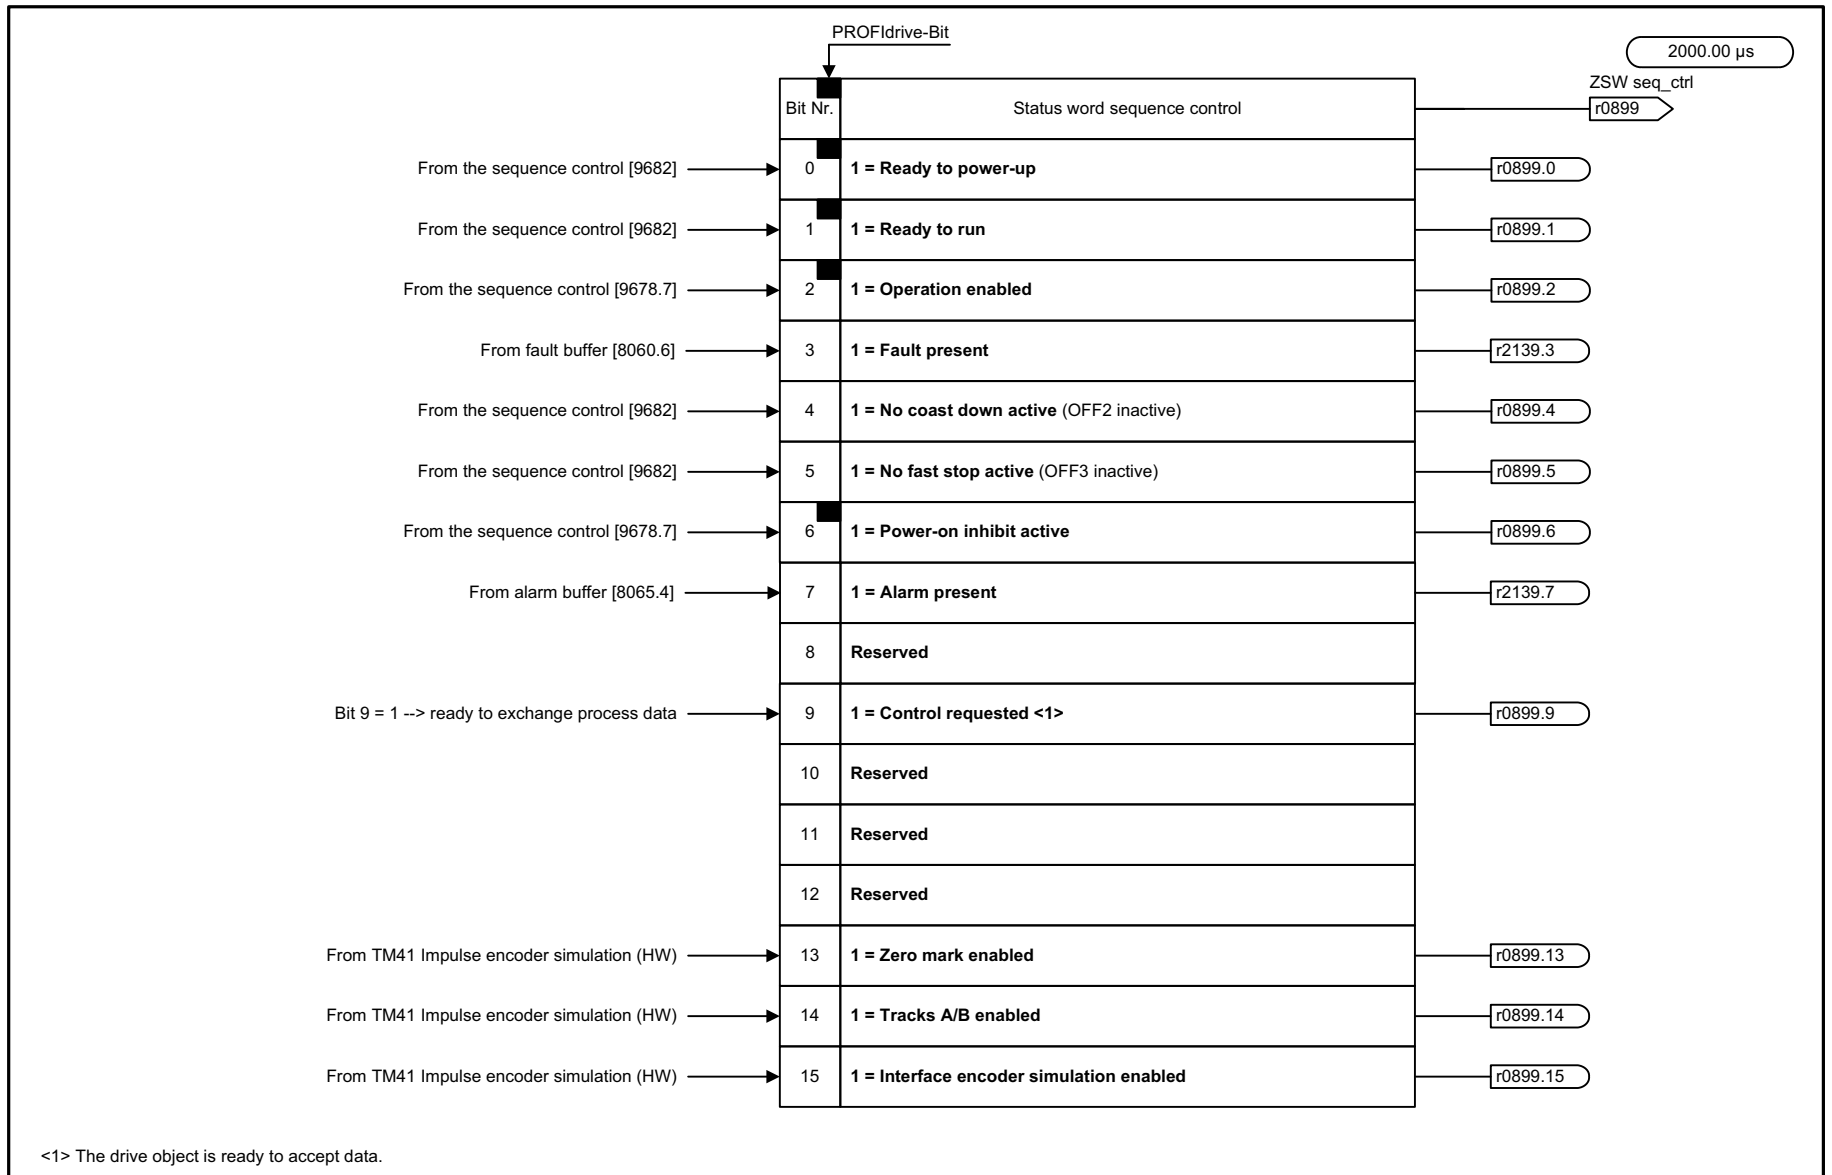 PROFIdrive-Bit
2000.00 µs
ZSW seq_ctrl
Bit Nr. Status word sequence control r0899
From the sequence control [9682] 0 1 = Ready to power-up r0899.0
From the sequence control [9682] 1 1 = Ready to run r0899.1
From the sequence control [9678.7] 2 1 = Operation enabled r0899.2
From fault buffer [8060.6] 3 1 = Fault present r2139.3
From the sequence control [9682] 4 1 = No coast down active (OFF2 inactive) r0899.4
From the sequence control [9682] 5 1 = No fast stop active (OFF3 inactive) r0899.5
From the sequence control [9678.7] 6 1 = Power-on inhibit active r0899.6
From alarm buffer [8065.4] 7 1 = Alarm present r2139.7
8 Reserved
Bit 9 = 1 --> ready to exchange process data 9 1 = Control requested <1> r0899.9
10 Reserved
11 Reserved
12 Reserved
From TM41 Impulse encoder simulation (HW) 13 1 = Zero mark enabled r0899.13
From TM41 Impulse encoder simulation (HW) 14 1 = Tracks A/B enabled r0899.14
From TM41 Impulse encoder simulation (HW) 15 1 = Interface encoder simulation enabled r0899.15
<1> The drive object is ready to accept data.